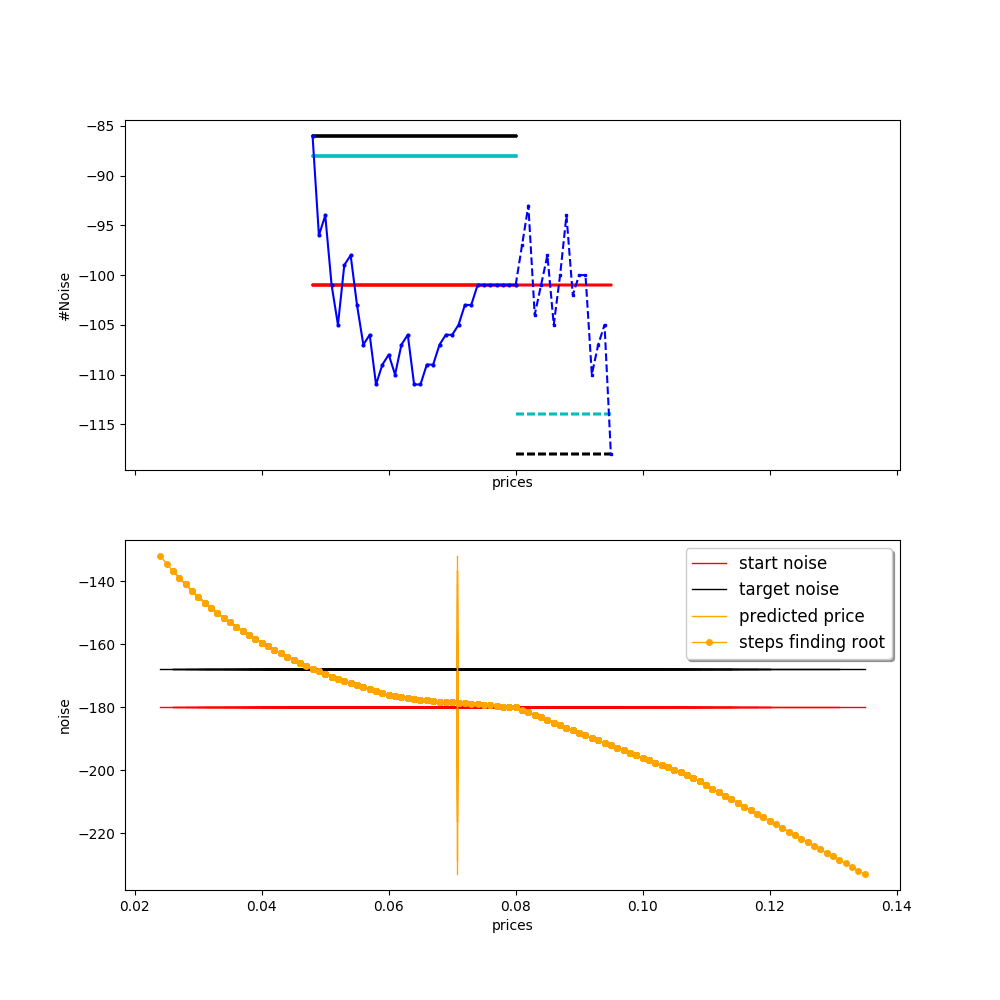 −85
−90
−95
−100
−105
−110
−115
#Noise
prices
−140
−160
−180
−200
−220
noise
start noise
target noise
predicted price
steps finding root
0.02 0.04 0.06 0.08 0.10 0.12 0.14
prices